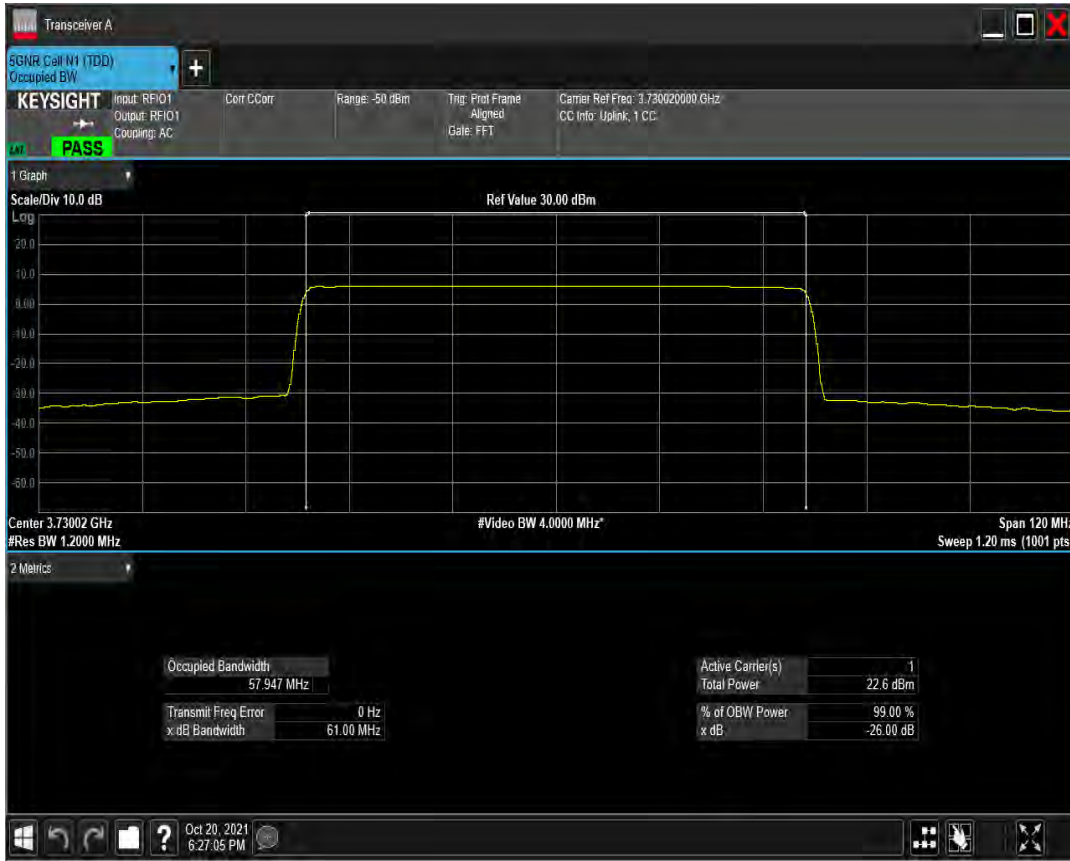 Transceiver A
5GNR Cell N1 (TDD)
Occupied BW
+
KEYSIGHT
Input: RFIO1
Output: RFIO1
Coupling: AC
PASS
Corr CCorr
Range: -50 dBm
Trig: Prot Frame
Aligned
Gate: FFT
Carrier Ref Freq: 3.730020000 GHz
CC Info: Uplink, 1 CC
1 Graph
Scale/Div 10.0 dB
Ref Value 30.00 dBm
Log
20.0
10.0
0.00
-10.0
-20.0
-30.0
-40.0
-50.0
-60.0
Center 3.73002 GHz
#Video BW 4.0000 MHz*
Span 120 MHz
#Res BW 1.2000 MHz
Sweep 1.20 ms (1001 pts
2 Metrics
Occupied Bandwidth
57.947 MHz
Transmit Freq Error 0 Hz
x dB Bandwidth 61.00 MHz
Active Carrier(s) 1
Total Power 22.6 dBm
% of OBW Power 99.00 %
x dB -26.00 dB
?
Oct 20, 2021
6:27:05 PM